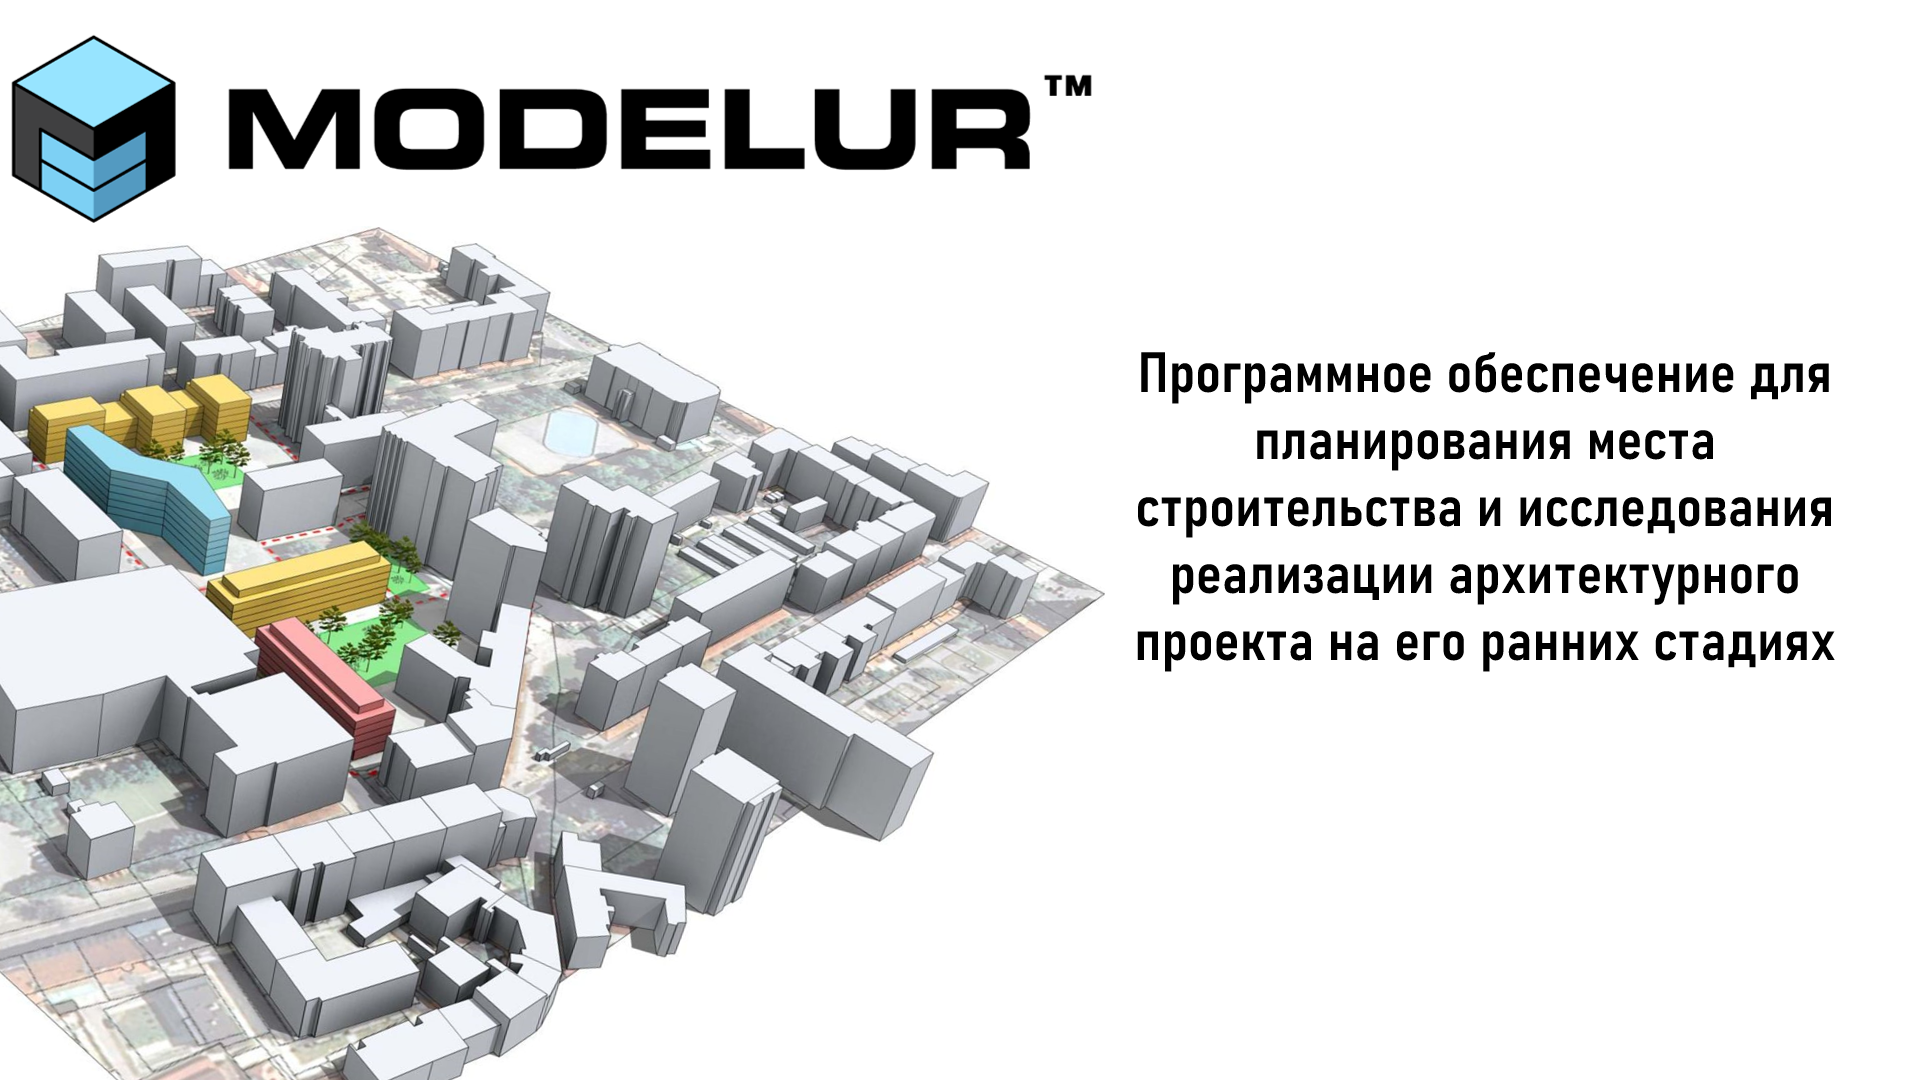 MODELUR™
Программное обеспечение для
планирования места
строительства и исследования
реализации архитектурного
проекта на его ранних стадиях